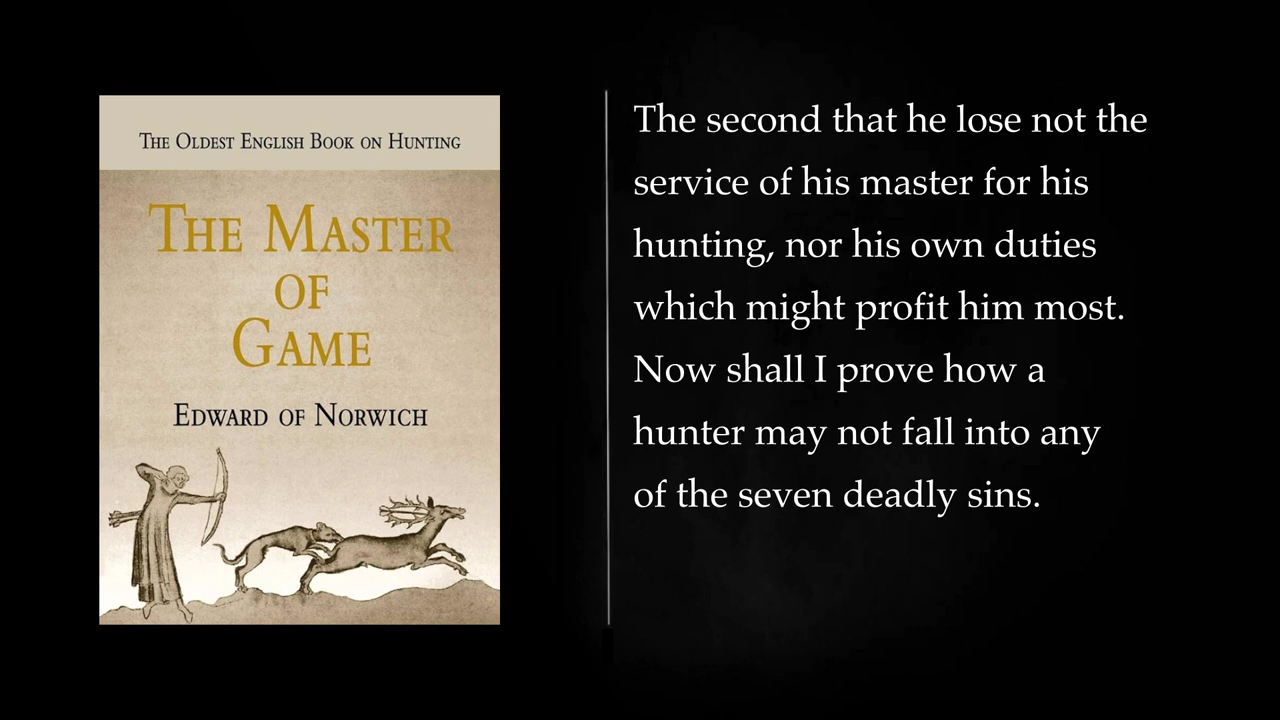 The Oldest English Book on Hunting
The Master
of
Game
Edward of Norwich
The second that he lose not the
service of his master for his
hunting, nor his own duties
which might profit him most.
Now shall I prove how a
hunter may not fall into any
of the seven deadly sins.